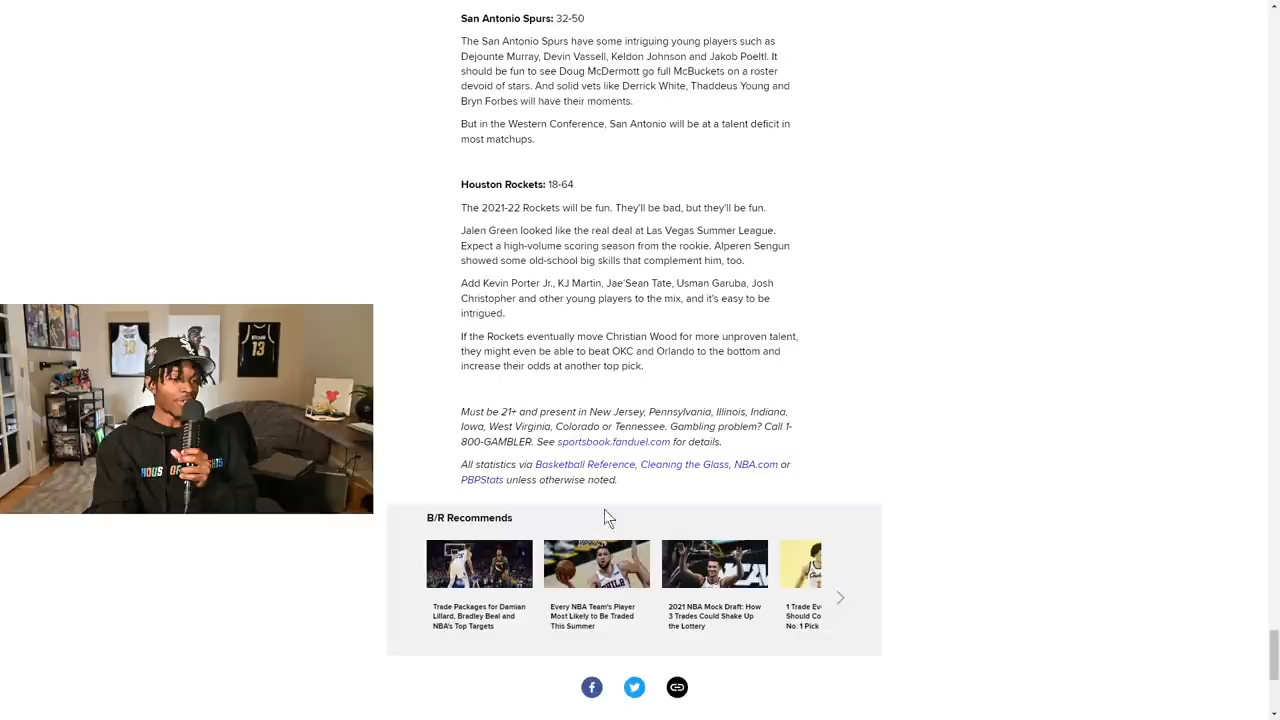 San Antonio Spurs: 32-50
The San Antonio Spurs have some intriguing young players such as
Dejounte Murray, Devin Vassell, Keldon Johnson and Jakob Poeltl. It
should be fun to see Doug McDermott go full McBuckets on a roster
devoid of stars. And solid vets like Derrick White, Thaddeus Young and
Bryn Forbes will have their moments.
But in the Western Conference, San Antonio will be at a talent deficit in
most matchups.
Houston Rockets: 18-64
The 2021-22 Rockets will be fun. They'll be bad, but they'll be fun.
Jalen Green looked like the real deal at Las Vegas Summer League.
Expect a high-volume scoring season from the rookie. Alperen Sengun
showed some old-school big skills that complement him, too.
Add Kevin Porter Jr., KJ Martin, Jae'Sean Tate, Usman Garuba, Josh
Christopher and other young players to the mix, and it's easy to be
intrigued.
If the Rockets eventually move Christian Wood for more unproven talent,
they might even be able to beat OKC and Orlando to the bottom and
increase their odds at another top pick.
Must be 21+ and present in New Jersey, Pennsylvania, Illinois, Indiana,
Iowa, West Virginia, Colorado or Tennessee. Gambling problem? Call 1-
800-GAMBLER. See sportsbook.fanduel.com for details.
All statistics via Basketball Reference, Cleaning the Glass, NBA.com or
PBPStats unless otherwise noted.
B/R Recommends
Trade Packages for Damian
Lillard, Bradley Beal and
NBA's Top Targets
Every NBA Team's Player
Most Likely to Be Traded
This Summer
2021 NBA Mock Draft: How
3 Trades Could Shake Up
the Lottery
1 Trade
Should
No. 1 Pick
13
13